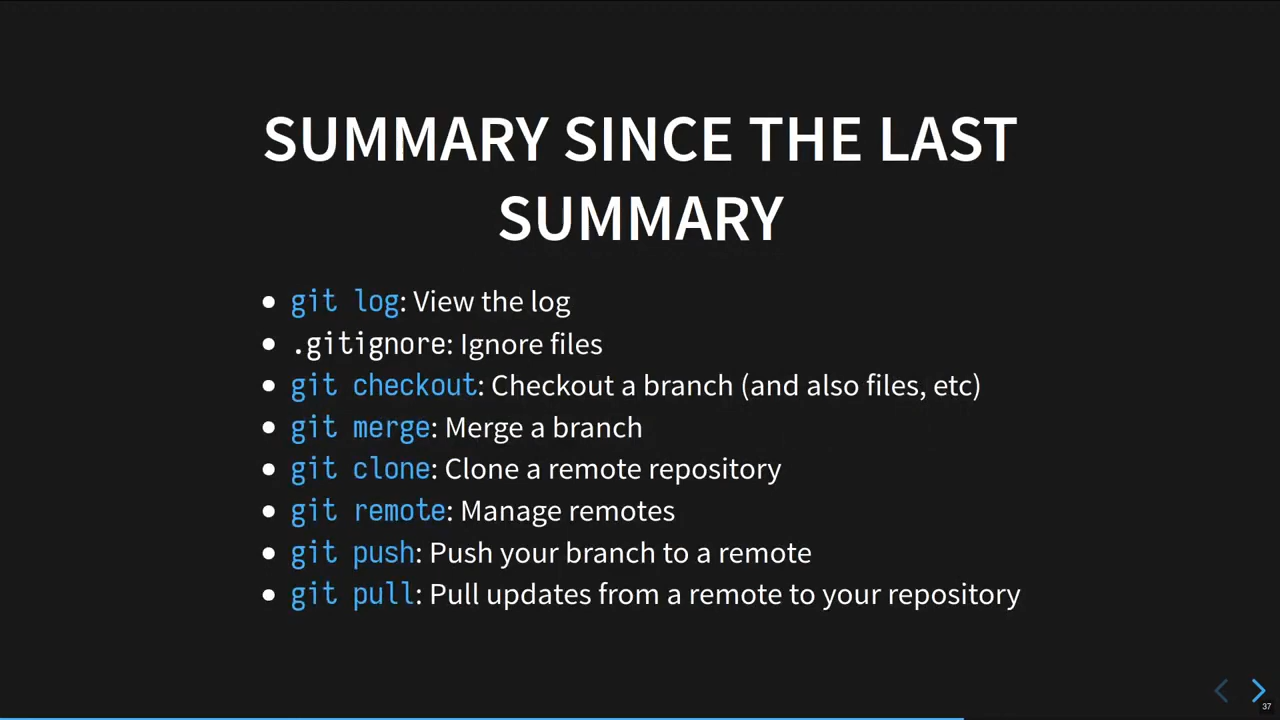 SUMMARY SINCE THE LAST
SUMMARY
• git log: View the log
• .gitignore: Ignore files
• git checkout: Checkout a branch (and also files, etc)
• git merge: Merge a branch
• git clone: Clone a remote repository
• git remote: Manage remotes
• git push: Push your branch to a remote
• git pull: Pull updates from a remote to your repository
37